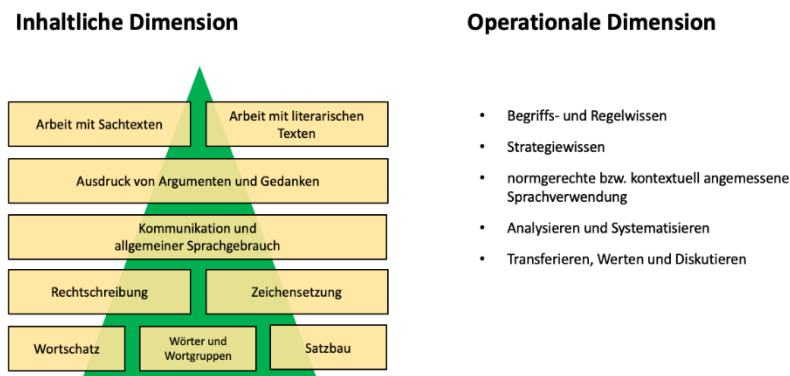 Inhaltliche Dimension
Arbeit mit Sachtexten
Arbeit mit literarischen
Texten
Ausdruck von Argumenten und Gedanken
Kommunikation und
allgemeiner Sprachgebrauch
Rechtschreibung
Zeichensetzung
Wortschatz
Wörter und
Wortgruppen
Satzbau
Operationale Dimension
• Begriffs- und Regelwissen
• Strategiewissen
• normgerechte bzw. kontextuell angemessene
Sprachverwendung
• Analysieren und Systematisieren
• Transferieren, Werten und Diskutieren